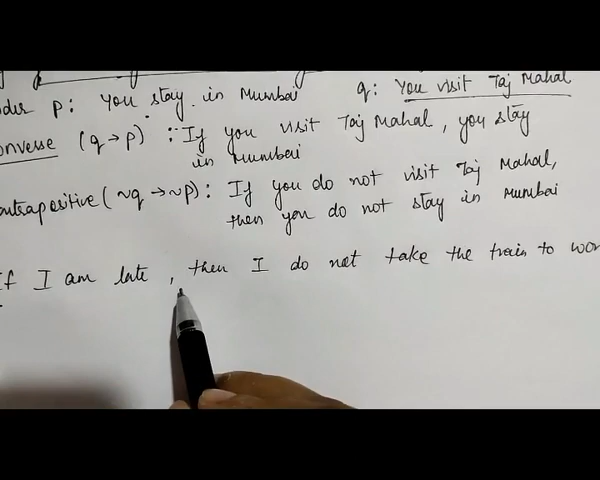 p: You stay in Mumbai q: You visit Taj Mahal
(q → p) : If you visit Taj Mahal, you stay
in Mumbai
(~q → ~p): If you do not visit Taj Mahal,
then you do not stay in Mumbai
If I am late, then I do not take the train to